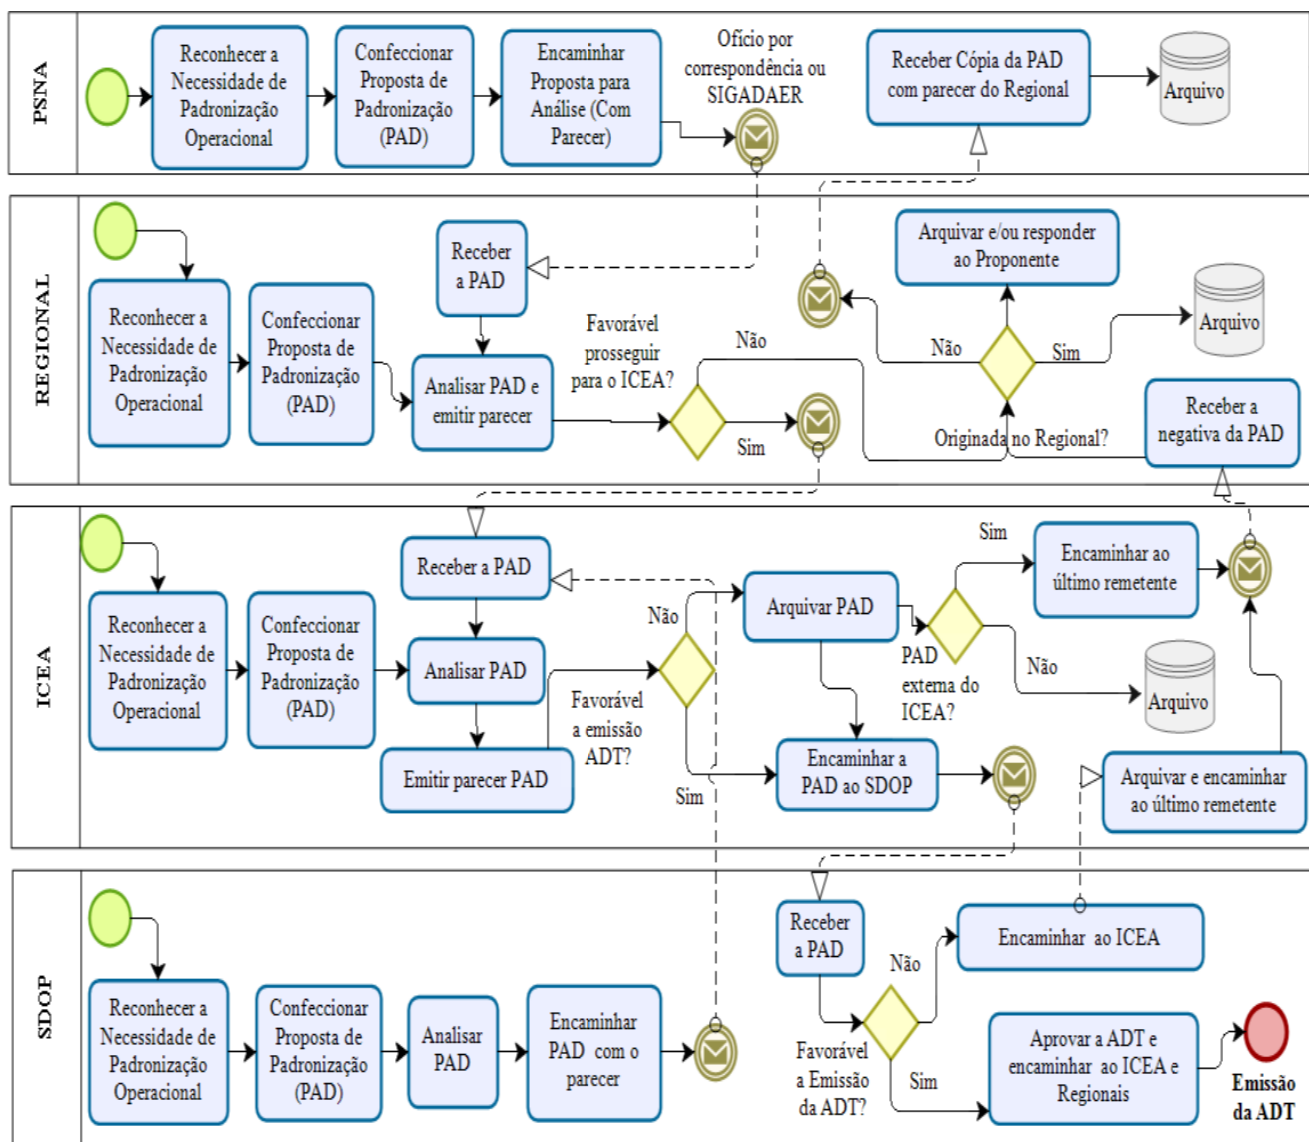 PSNA
Reconhecer a
Necessidade de
Padronização
Operacional
Confeccionar
Proposta de
Padronização
(PAD)
Encaminhar
Proposta para
Análise (Com
Parecer)
Ofício por
correspondência ou
SIGADAER
Receber Cópia da PAD
com parecer do Regional
Arquivo
REGIONAL
Reconhecer a
Necessidade de
Padronização
Operacional
Confeccionar
Proposta de
Padronização
(PAD)
Receber
a PAD
Analisar PAD e
emitir parecer
Favorável
prosseguir
para o ICEA?
Não
Sim
Arquivar e/ou responder
ao Proponente
Não
Sim
Originada no Regional?
Arquivo
Receber a
negativa da PAD
ICEA
Reconhecer a
Necessidade de
Padronização
Operacional
Confeccionar
Proposta de
Padronização
(PAD)
Receber a PAD
Analisar PAD
Emitir parecer PAD
Favorável
a emissão
ADT?
Não
Sim
Arquivar PAD
PAD
externa do
ICEA?
Sim
Não
Encaminhar ao
último remetente
Arquivo
Encaminhar a
PAD ao SDOP
Arquivar e encaminhar
ao último remetente
SDOP
Reconhecer a
Necessidade de
Padronização
Operacional
Confeccionar
Proposta de
Padronização
(PAD)
Analisar
PAD
Encaminhar
PAD com o
parecer
Receber
a PAD
Favorável
a Emissão
da ADT?
Não
Sim
Encaminhar ao ICEA
Aprovar a ADT e
encaminhar ao ICEA e
Regionais
Emissão
da ADT